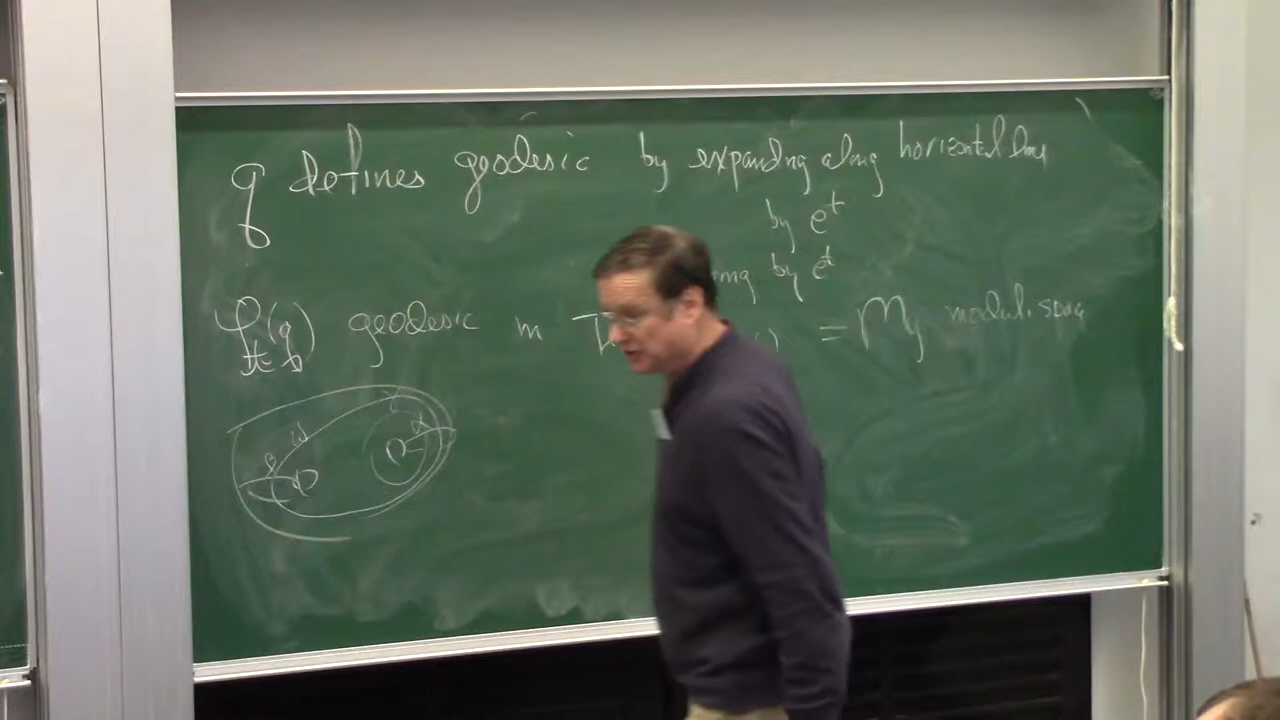 q defines geodesic by expanding along horizontal lines
by e^t
by e^t
φ_t(q) geodesic in = M_g moduli space